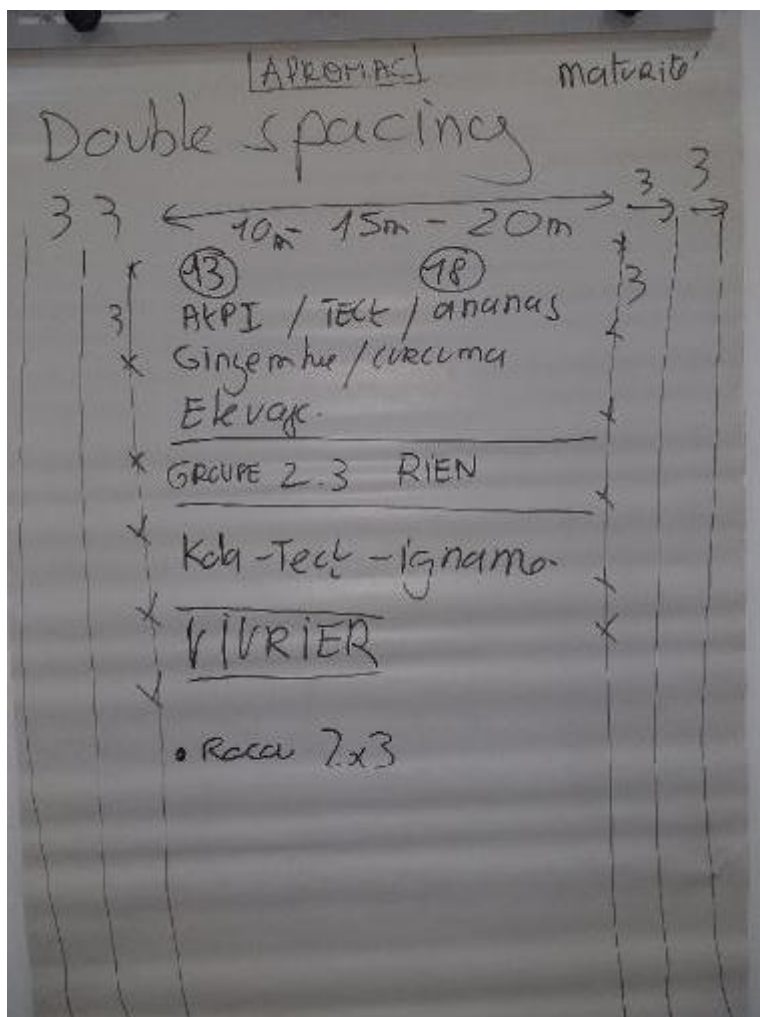 APROMAC maturité
Double spacing
3 3 10m - 15m - 20m 3 3
13 18 3
3 AKPI / TECK / ananas
Gingembre / curcuma
Elevage.
GROUPE 2.3 RIEN
Kola - Teck - igname
VIVRIER
• 7x3